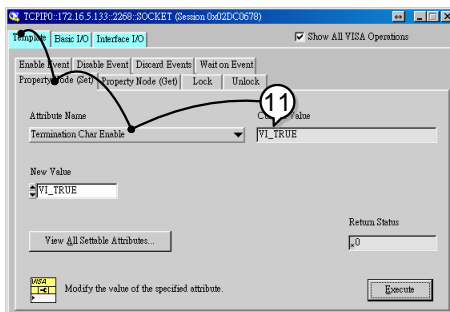 TCPIP0::172.16.5.133::2268::SOCKET (Session 0x02DC0678)
Template Basic I/O Interface I/O Show All VISA Operations
Enable Event Disable Event Discard Events Wait on Event
Property Node (Set) Property Node (Get) Lock Unlock
11
Attribute Name Value
Termination Char Enable VI_TRUE
New Value
VI_TRUE
Return Status
View All Settable Attributes... x0
VISA Modify the value of the specified attribute. Execute